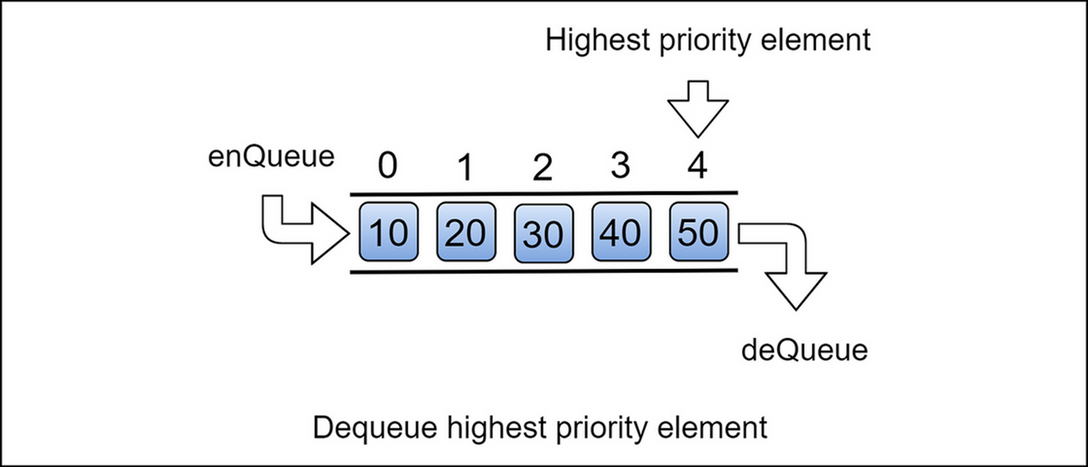 Highest priority element
enQueue
0 1 2 3 4
10 20 30 40 50
deQueue
Dequeue highest priority element